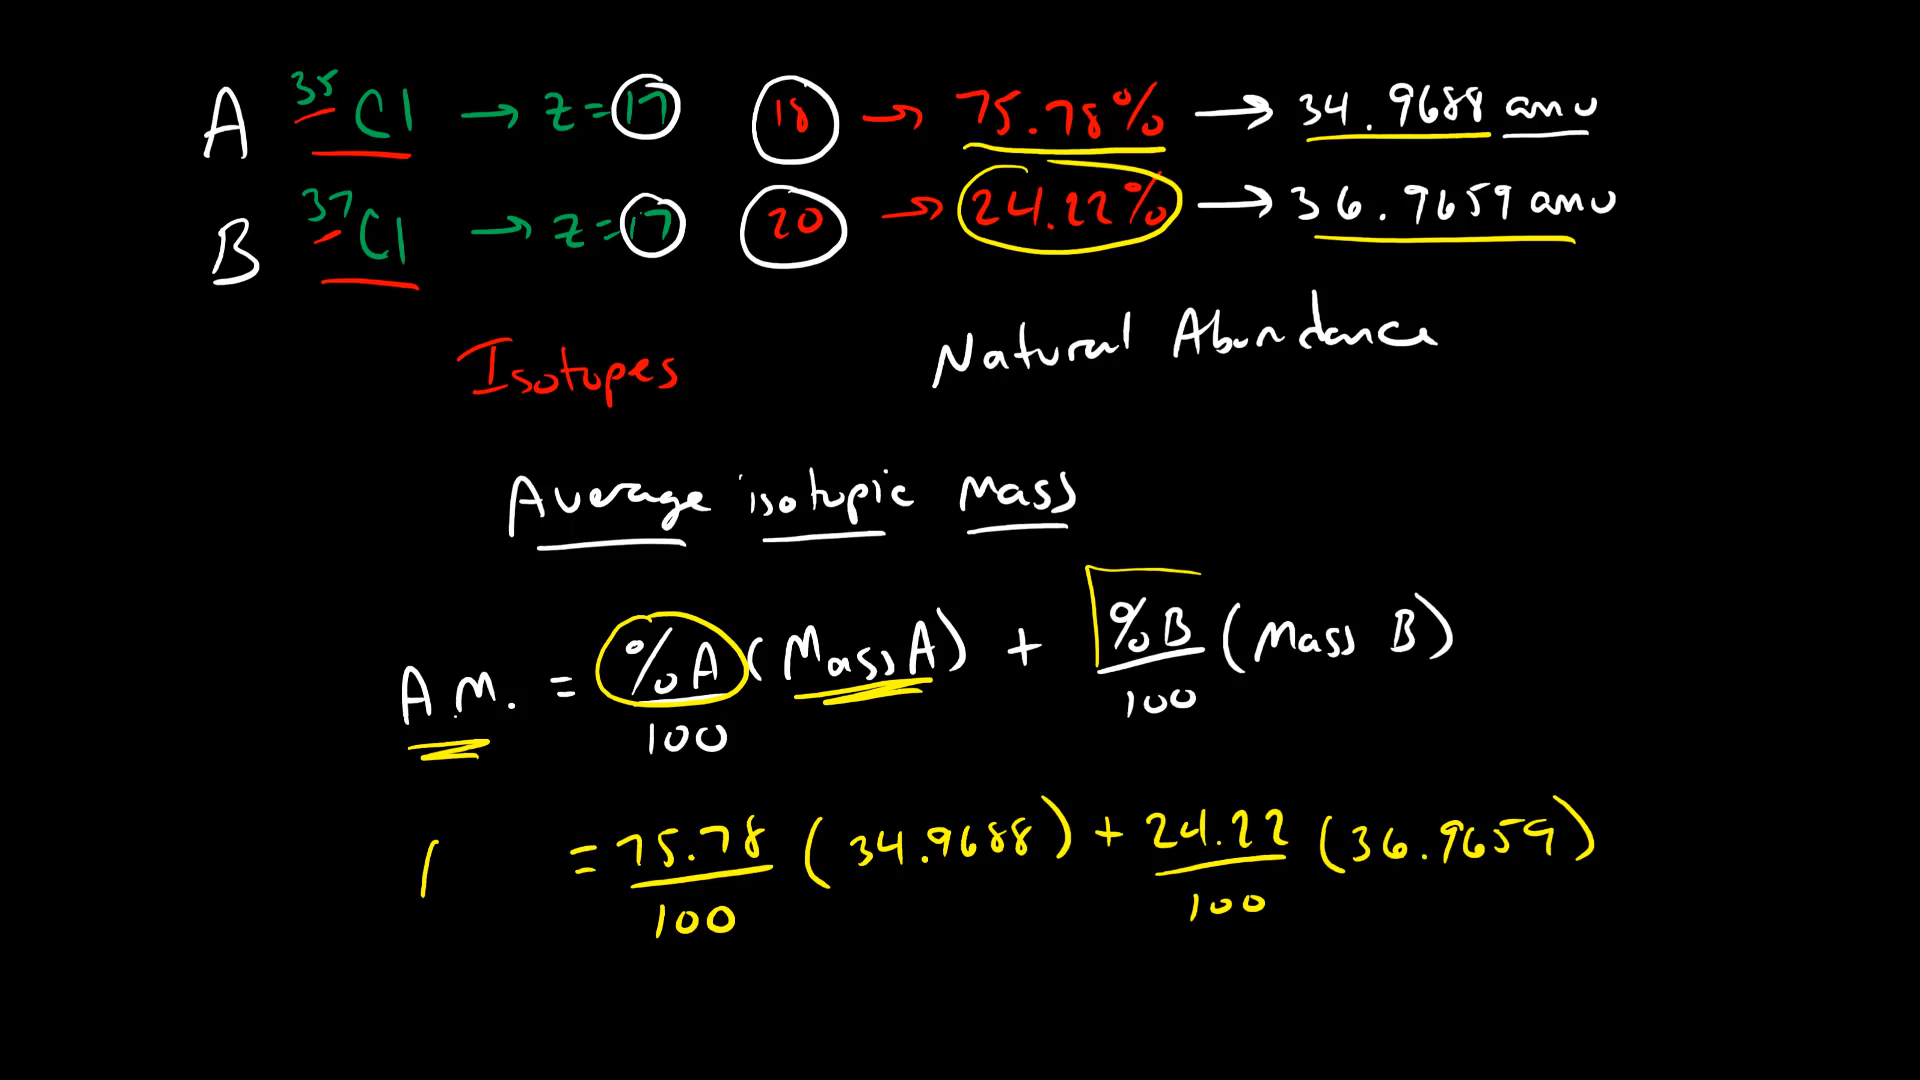 A ³⁵Cl → Z = 17 18 → 75.78% → 34.9688 amu
B ³⁷Cl → Z = 17 20 → 24.22% → 36.9659 amu
Isotopes Natural Abundance
Average isotopic Mass
A.M. = %A/100 (Mass A) + %B/100 (Mass B)
= 75.78/100 (34.9688) + 24.22/100 (36.9659)